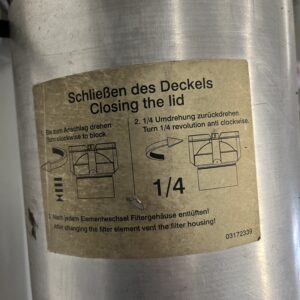 Schließen des Deckels
Closing the lid
1. Bis zum Anschlag drehen
Turn clockwise to block.
2. 1/4 Umdrehung zurückdrehen
Turn 1/4 revolution anti clockwise.
1/4
3. Nach jedem Elementwechsel Filtergehäuse entlüften!
After changing the filter element vent the filter housing!
03172339